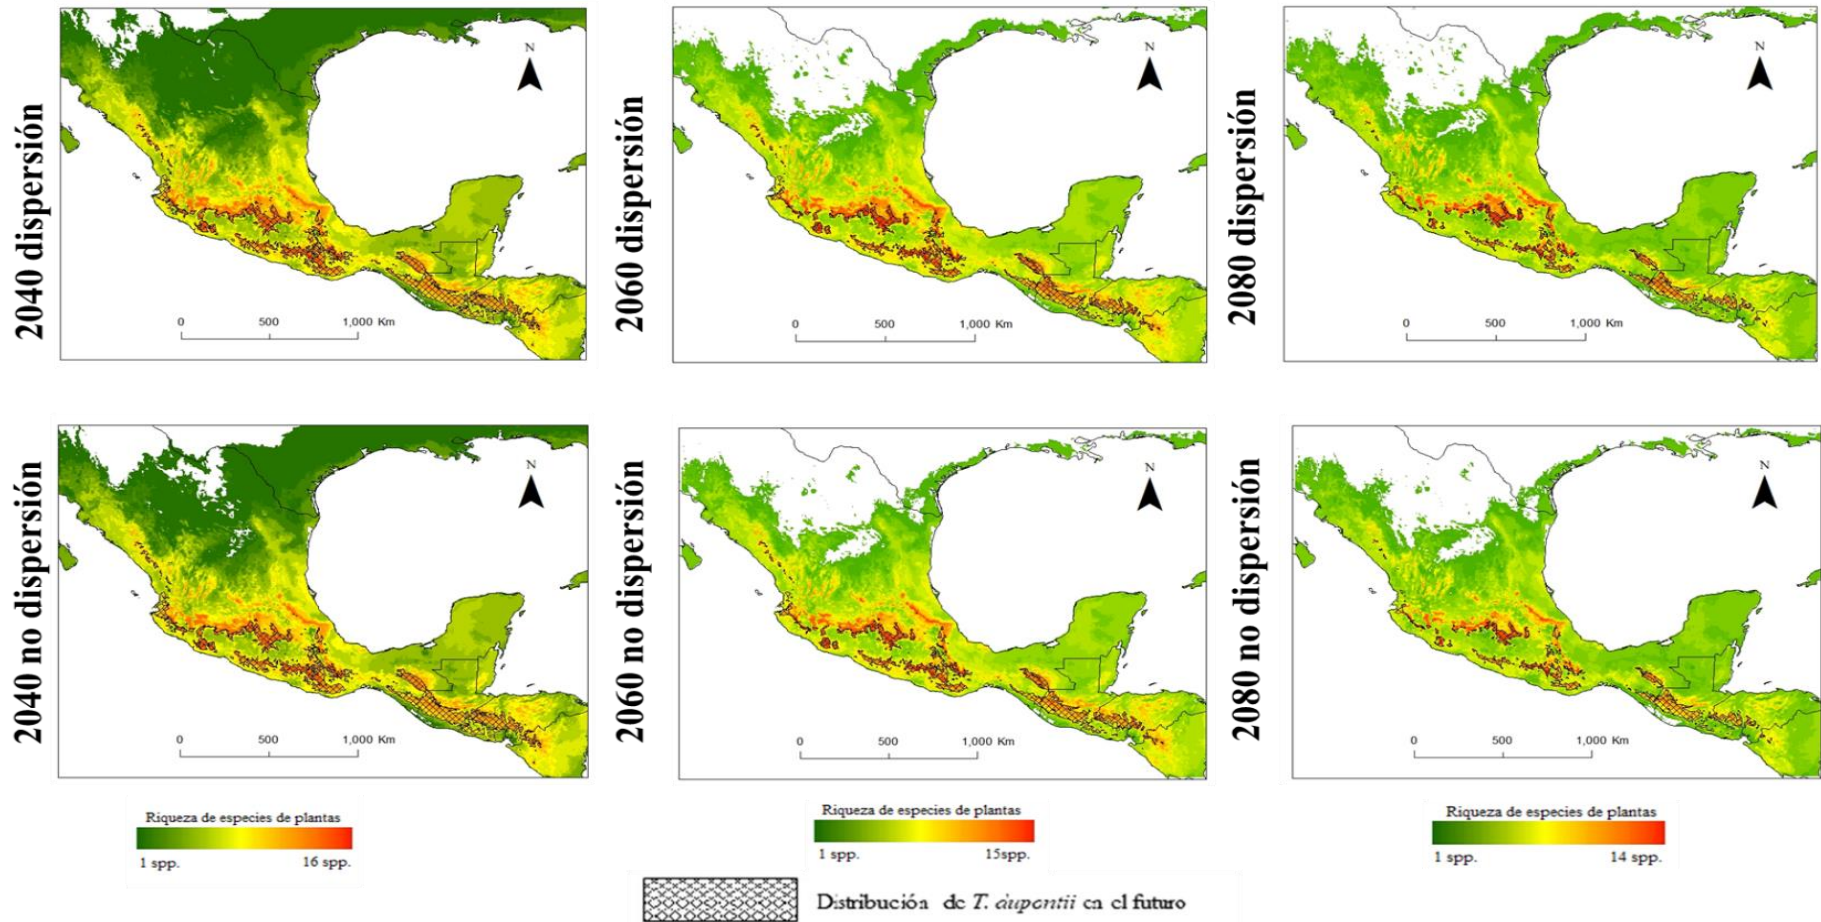 2040 dispersión
N
0 500 1,000 Km
2060 dispersión
N
0 500 1,000 Km
2080 dispersión
N
0 500 1,000 Km
2040 no dispersión
N
0 500 1,000 Km
2060 no dispersión
N
0 500 1,000 Km
2080 no dispersión
N
0 500 1,000 Km
Riqueza de especies de plantas
1 spp. 16 spp.
Riqueza de especies de plantas
1 spp. 15spp.
Riqueza de especies de plantas
1 spp. 14 spp.
Distribución de T. dupontii en el futuro